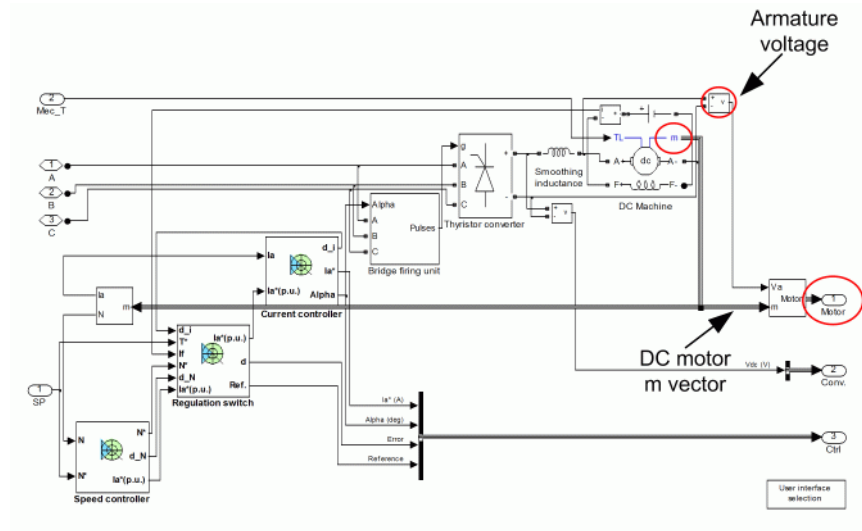 Armature
voltage
2
Mec_T
+
-
v
TL
m
1
A
2
B
3
C
g
A
B
C
+
-
Thyristor converter
Smoothing
inductance
A+
dc
A-
F+
F-
DC Machine
+
-
v
Alpha
A
B
C
Pulses
Bridge firing unit
Ia
Ia*(p.u.)
d_i
Ia*
Alpha
Current controller
Ia
N
m
Va
m
Motor
1
Motor
DC motor
m vector
d_i
T*
If
N*
d_N
Ia*(p.u.)
Ia*(p.u.)
d
Ref.
Regulation switch
1
SP
Vdc (V)
2
Conv.
Ia* (A)
Alpha (deg)
Error
Reference
3
Ctrl
N
N*
N*
d_N
Ia*(p.u.)
Speed controller
User interface
selection